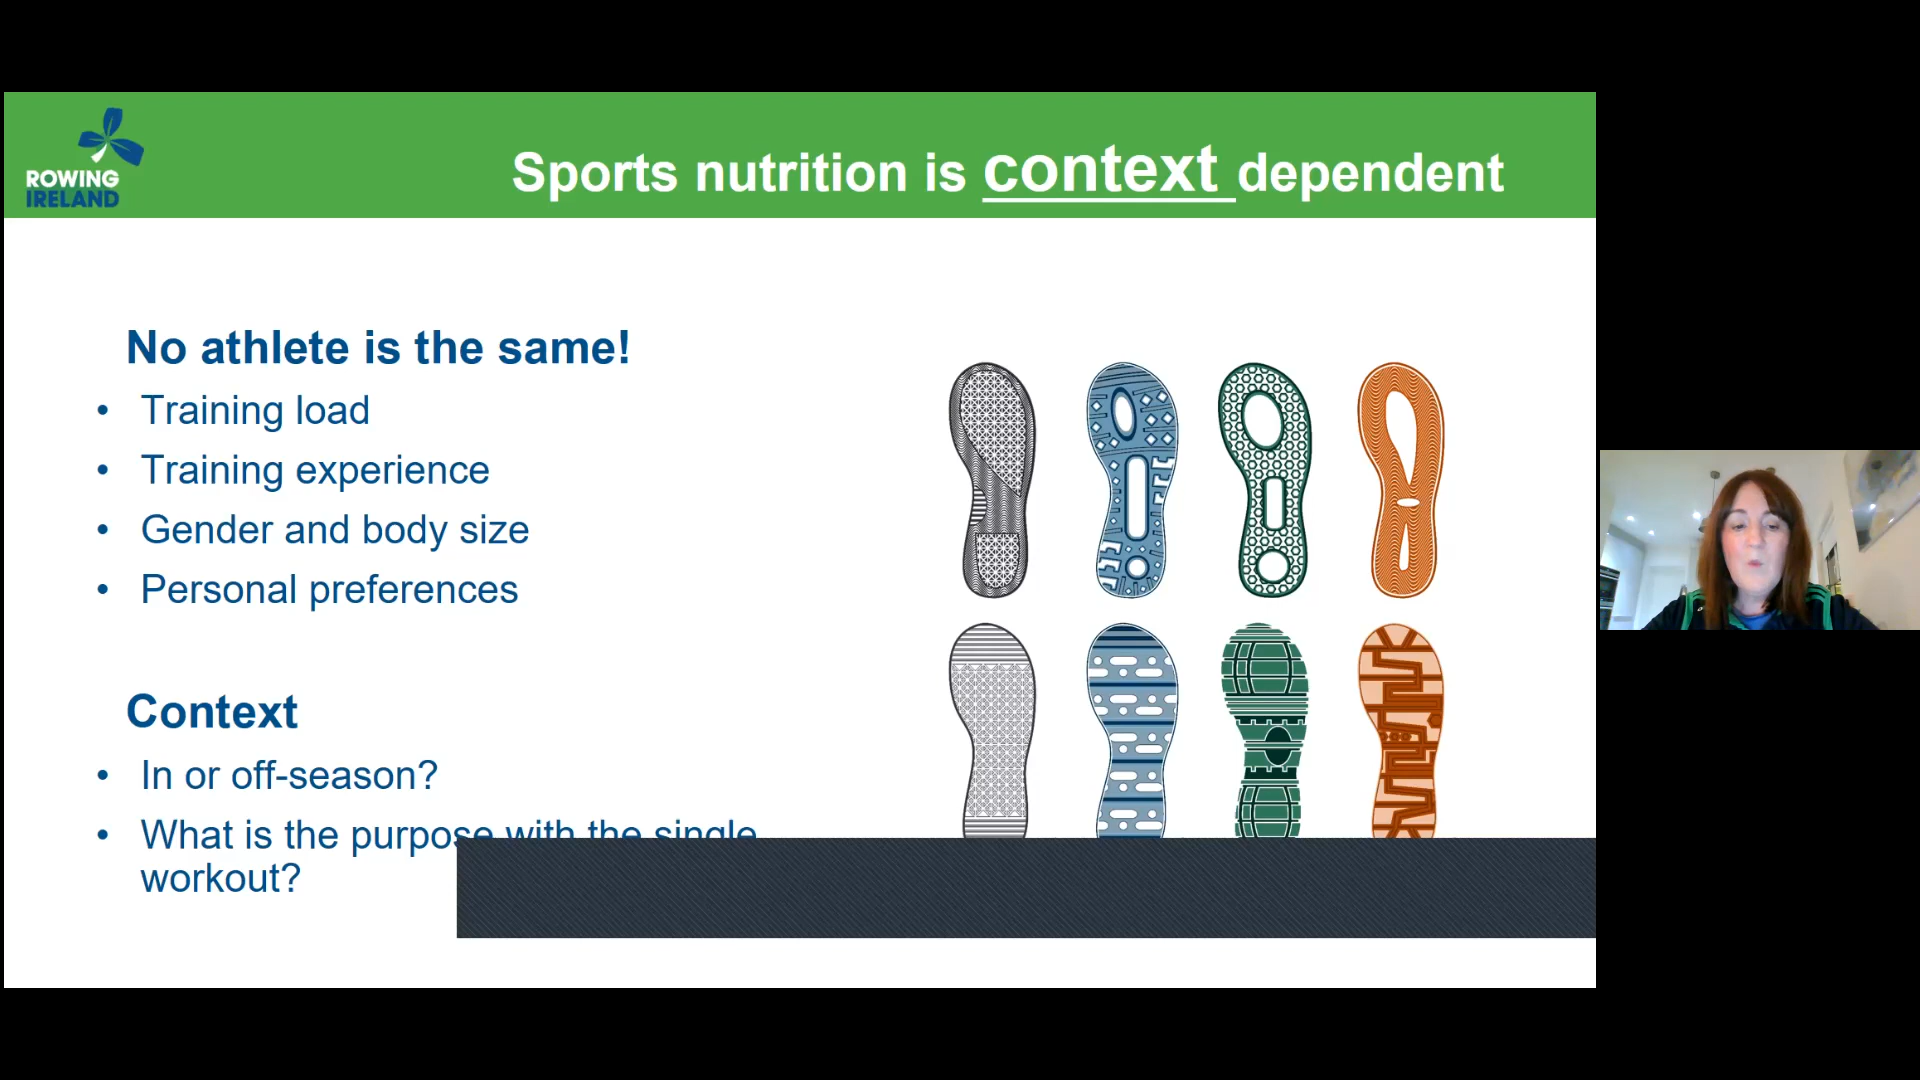 ROWING
IRELAND
Sports nutrition is context dependent
No athlete is the same!
• Training load
• Training experience
• Gender and body size
• Personal preferences
Context
• In or off-season?
• What is the purpose with the single
workout?